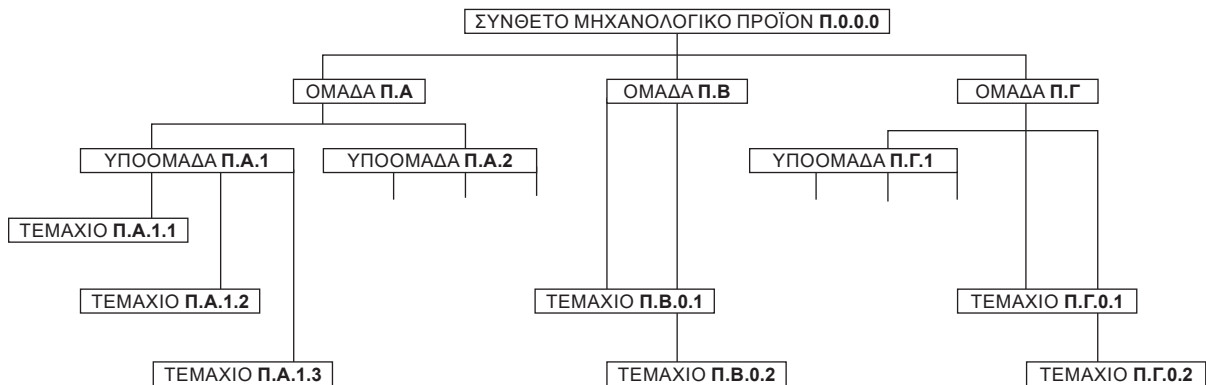 ΣΥΝΘΕΤΟ ΜΗΧΑΝΟΛΟΓΙΚΟ ΠΡΟΪΟΝ Π.0.0.0
ΟΜΑΔΑ Π.Α
ΟΜΑΔΑ Π.Β
ΟΜΑΔΑ Π.Γ
ΥΠΟΟΜΑΔΑ Π.Α.1
ΥΠΟΟΜΑΔΑ Π.Α.2
ΥΠΟΟΜΑΔΑ Π.Γ.1
ΤΕΜΑΧΙΟ Π.Α.1.1
ΤΕΜΑΧΙΟ Π.Α.1.2
ΤΕΜΑΧΙΟ Π.Β.0.1
ΤΕΜΑΧΙΟ Π.Γ.0.1
ΤΕΜΑΧΙΟ Π.Α.1.3
ΤΕΜΑΧΙΟ Π.Β.0.2
ΤΕΜΑΧΙΟ Π.Γ.0.2